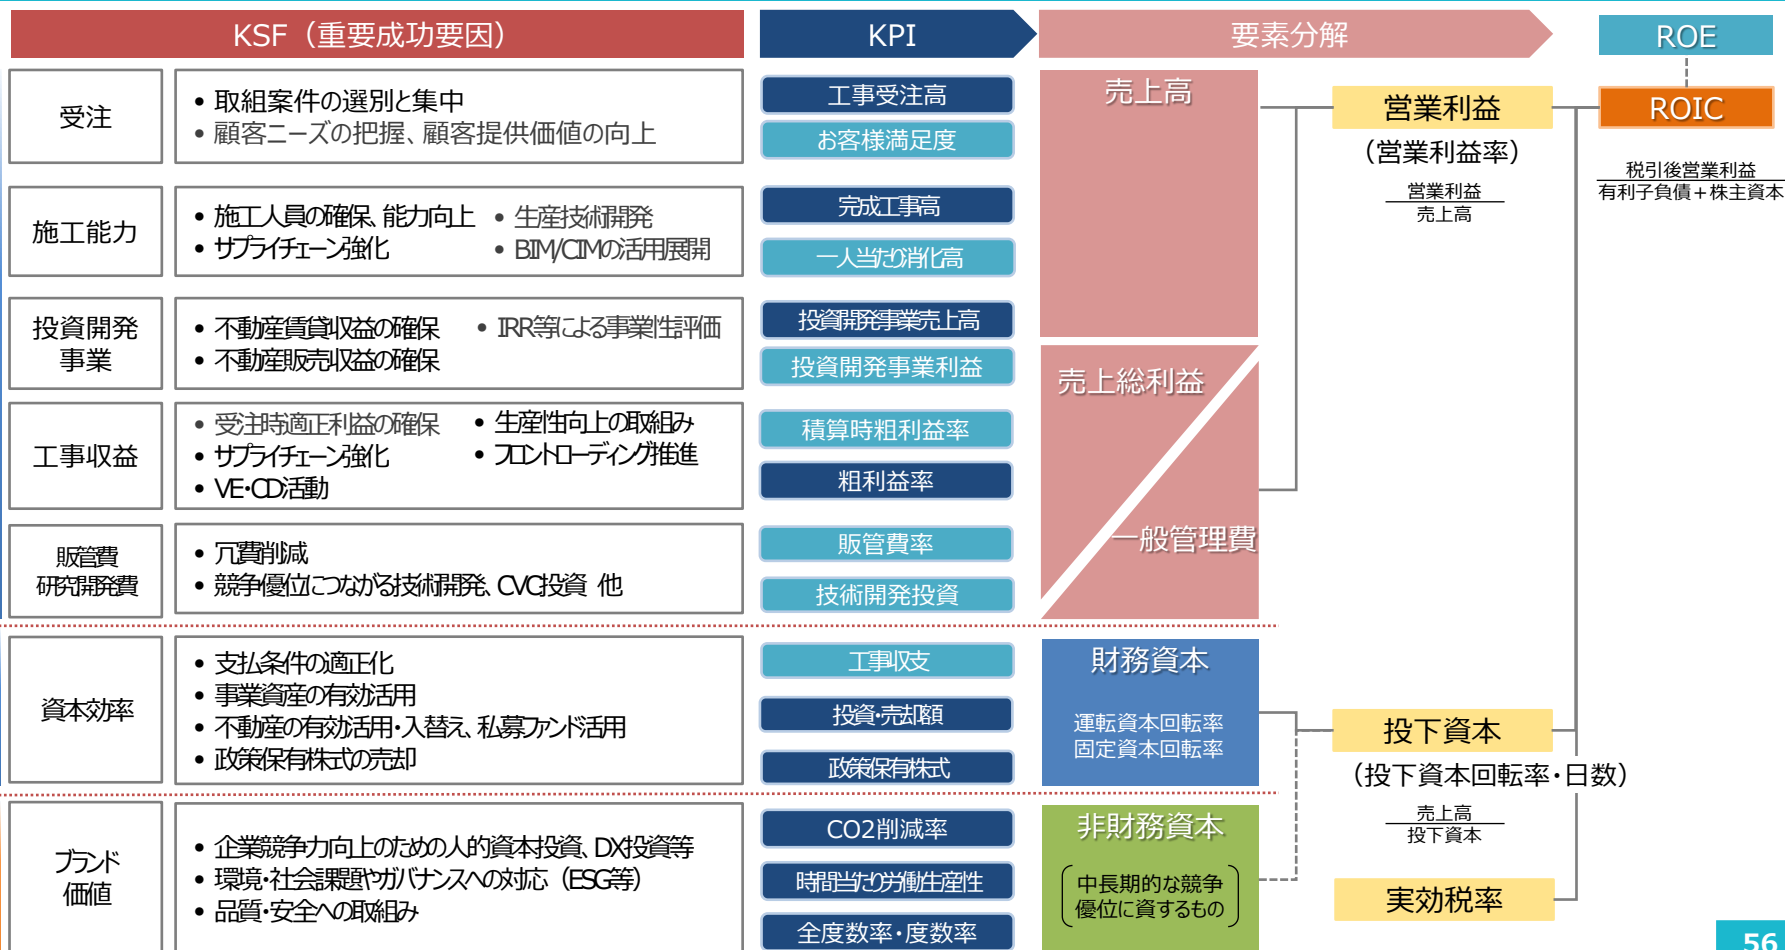 KSF（重要成功要因）
KPI
要素分解
ROE
受注
• 取組案件の選別と集中
• 顧客ニーズの把握、顧客提供価値の向上
工事受注高
お客様満足度
売上高
営業利益
（営業利益率）
営業利益
売上高
ROIC
税引後営業利益
有利子負債＋株主資本
施工能力
• 施工人員の確保、能力向上
• サプライチェーン強化
• 生産技術開発
• BIM/CIMの活用展開
完成工事高
一人当たり消化高
投資開発
事業
• 不動産賃貸収益の確保
• 不動産販売収益の確保
• IRR等による事業性評価
投資開発事業売上高
投資開発事業利益
売上総利益
工事収益
• 受注時適正利益の確保
• サプライチェーン強化
• VE・CD活動
• 生産性向上の取組み
• フロントローディング推進
積算時粗利益率
粗利益率
一般管理費
販管費
研究開発費
• 冗費削減
• 競争優位につながる技術開発、CVC投資 他
販管費率
技術開発投資
資本効率
• 支払条件の適正化
• 事業資産の有効活用
• 不動産の有効活用・入替え、私募ファンド活用
• 政策保有株式の売却
工事収支
投資・売却額
政策保有株式
財務資本
運転資本回転率
固定資本回転率
投下資本
（投下資本回転率・日数）
売上高
投下資本
ブランド
価値
• 企業競争力向上のための人的資本投資、DX投資等
• 環境・社会課題やガバナンスへの対応（ESG等）
• 品質・安全への取組み
CO2削減率
時間当たり労働生産性
全度数率・度数率
非財務資本
中長期的な競争
優位に資するもの
実効税率
56